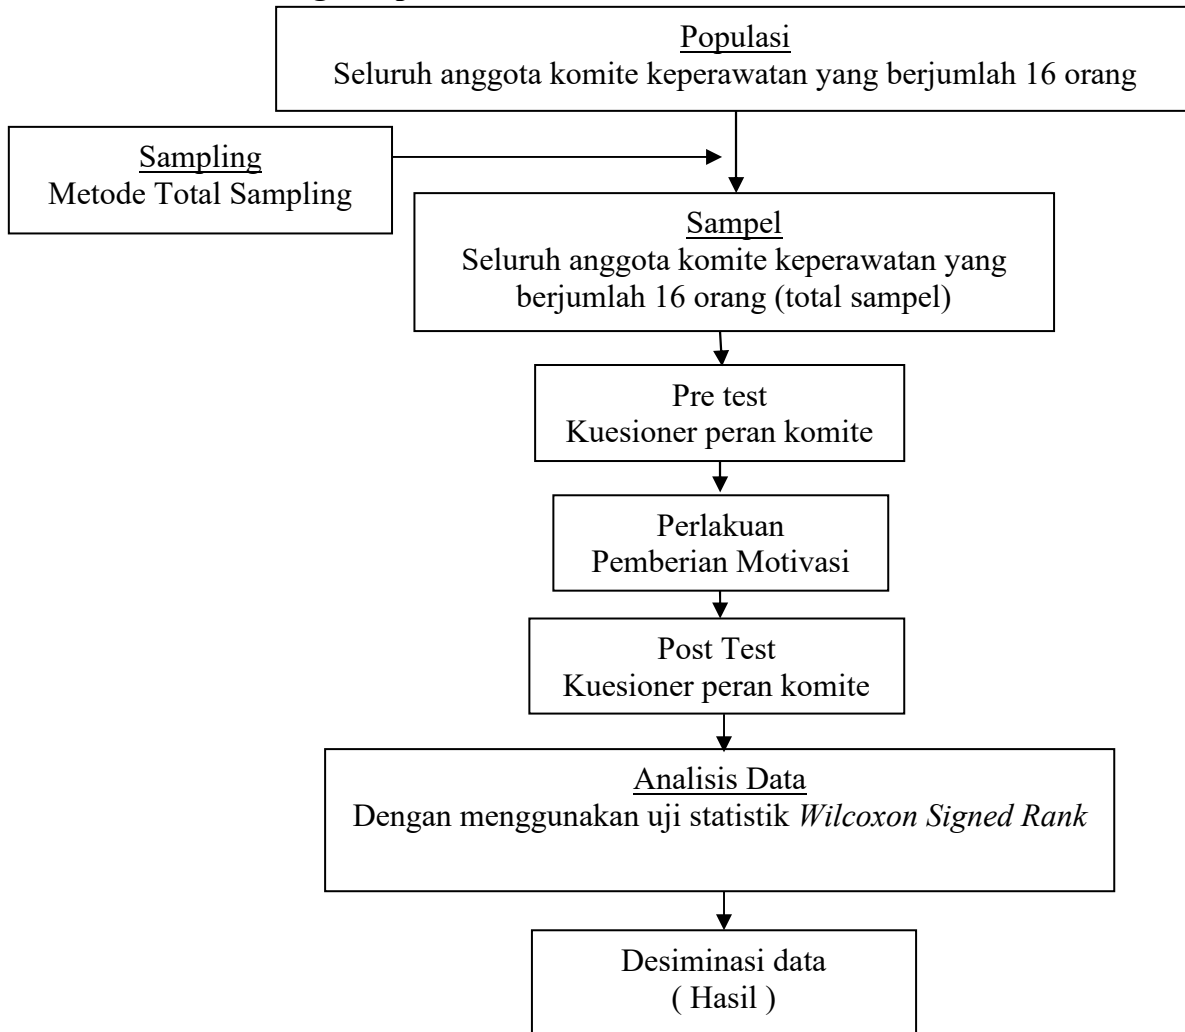 Populasi
Seluruh anggota komite keperawatan yang berjumlah 16 orang
Sampling
Metode Total Sampling
Sampel
Seluruh anggota komite keperawatan yang
berjumlah 16 orang (total sampel)
Pre test
Kuesioner peran komite
Perlakuan
Pemberian Motivasi
Post Test
Kuesioner peran komite
Analisis Data
Dengan menggunakan uji statistik Wilcoxon Signed Rank
Desiminasi data
( Hasil )